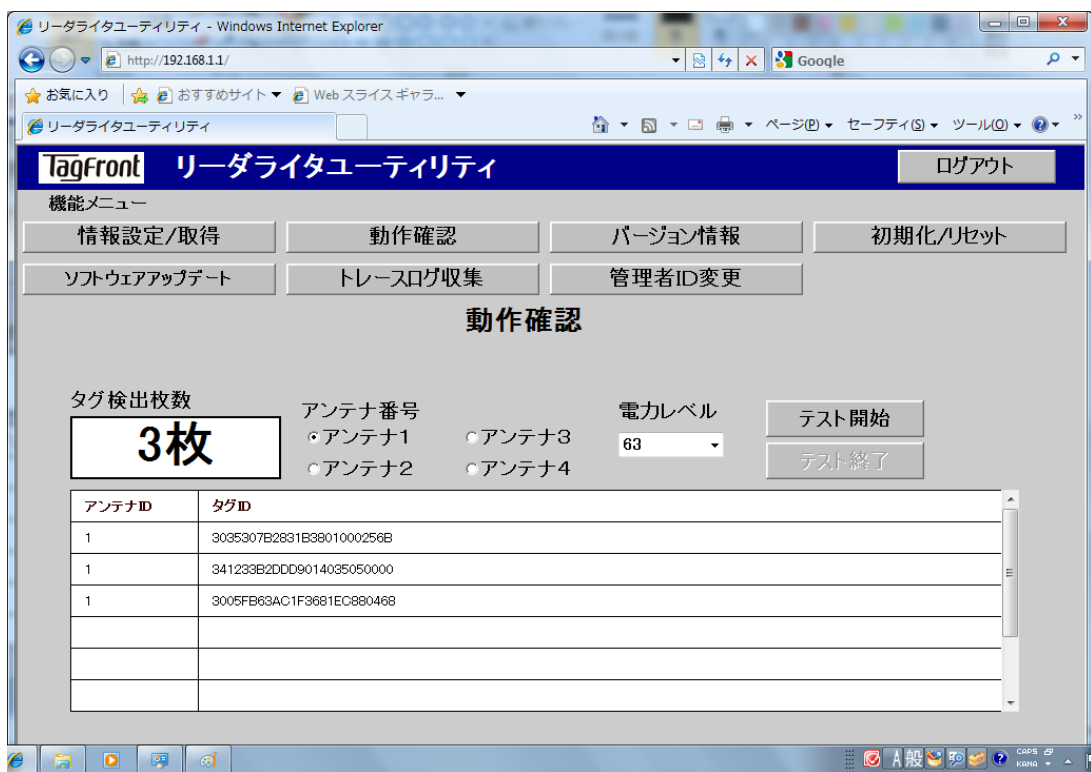 リーダライタユーティリティ - Windows Internet Explorer
http://192.168.1.1/
Google
お気に入り おすすめサイト ▼ Web スライス ギャラ... ▼
リーダライタユーティリティ
ページ(P) ▼ セーフティ(S) ▼ ツール(O) ▼
TagFront リーダライタユーティリティ ログアウト
機能メニュー
情報設定/取得 動作確認 バージョン情報 初期化/リセット
ソフトウェアアップデート トレースログ収集 管理者ID変更
動作確認
タグ検出枚数
3枚
アンテナ番号
アンテナ1 アンテナ3
アンテナ2 アンテナ4
電力レベル
63
テスト開始
テスト終了
アンテナID タグID
1 3035307B2831B3801000256B
1 341233B2DDD9014035050000
1 3005FB63AC1F3681EC880468
A 般 CAPS KANA